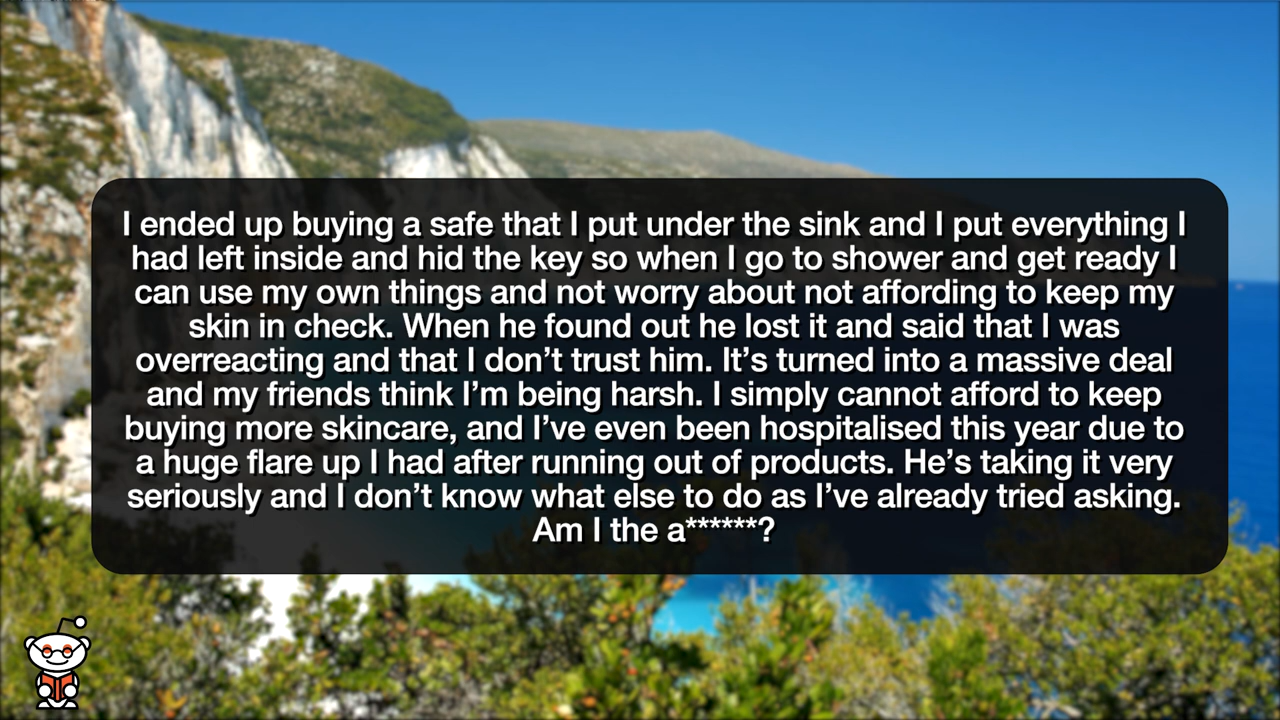 I ended up buying a safe that I put under the sink and I put everything I
had left inside and hid the key so when I go to shower and get ready I
can use my own things and not worry about not affording to keep my
skin in check. When he found out he lost it and said that I was
overreacting and that I don’t trust him. It’s turned into a massive deal
and my friends think I’m being harsh. I simply cannot afford to keep
buying more skincare, and I’ve even been hospitalised this year due to
a huge flare up I had after running out of products. He’s taking it very
seriously and I don’t know what else to do as I’ve already tried asking.
Am I the a******?